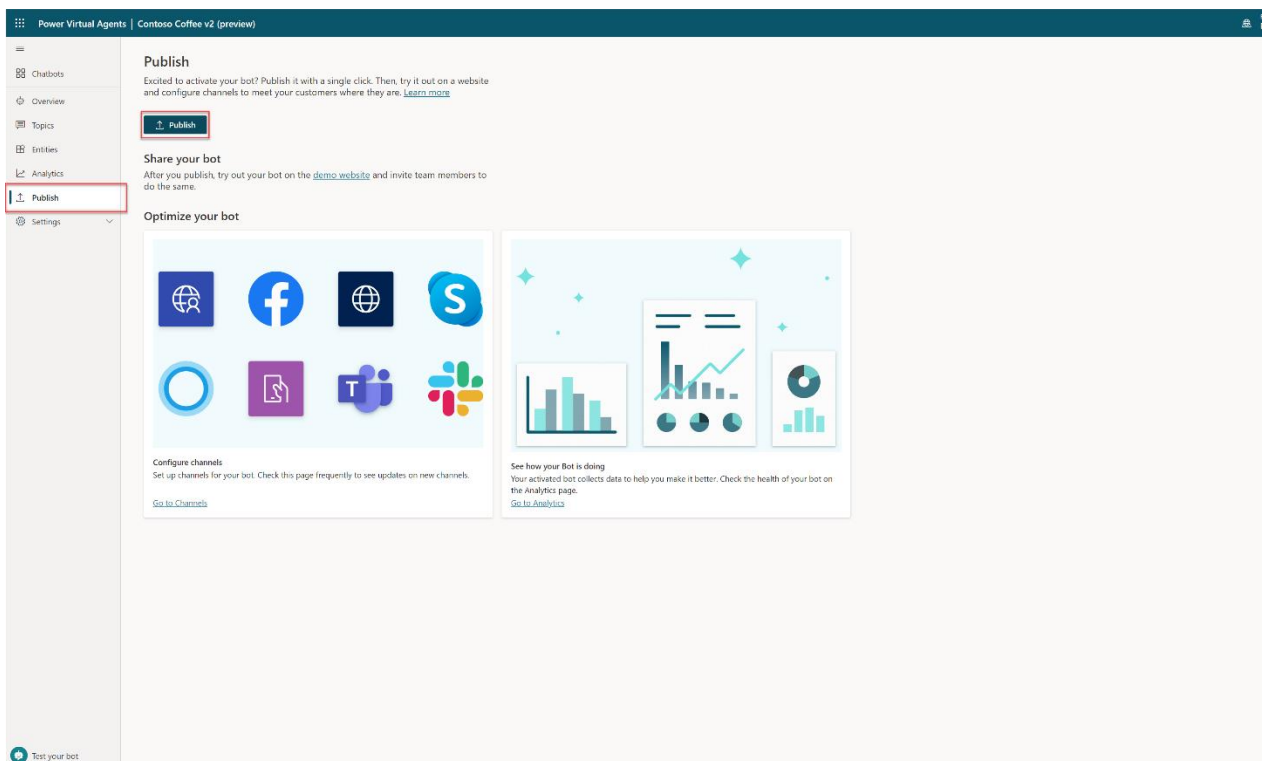 Power Virtual Agents | Contoso Coffee v2 (preview)
Chatbots
Overview
Topics
Entities
Analytics
Publish
Settings
Test your bot
Publish
Excited to activate your bot? Publish it with a single click. Then, try it out on a website
and configure channels to meet your customers where they are. Learn more
Publish
Share your bot
After you publish, try out your bot on the demo website and invite team members to
do the same.
Optimize your bot
S
T
Configure channels
Set up channels for your bot. Check this page frequently to see updates on new channels.
Go to Channels
See how your Bot is doing
Your activated bot collects data to help you make it better. Check the health of your bot on
the Analytics page.
Go to Analytics